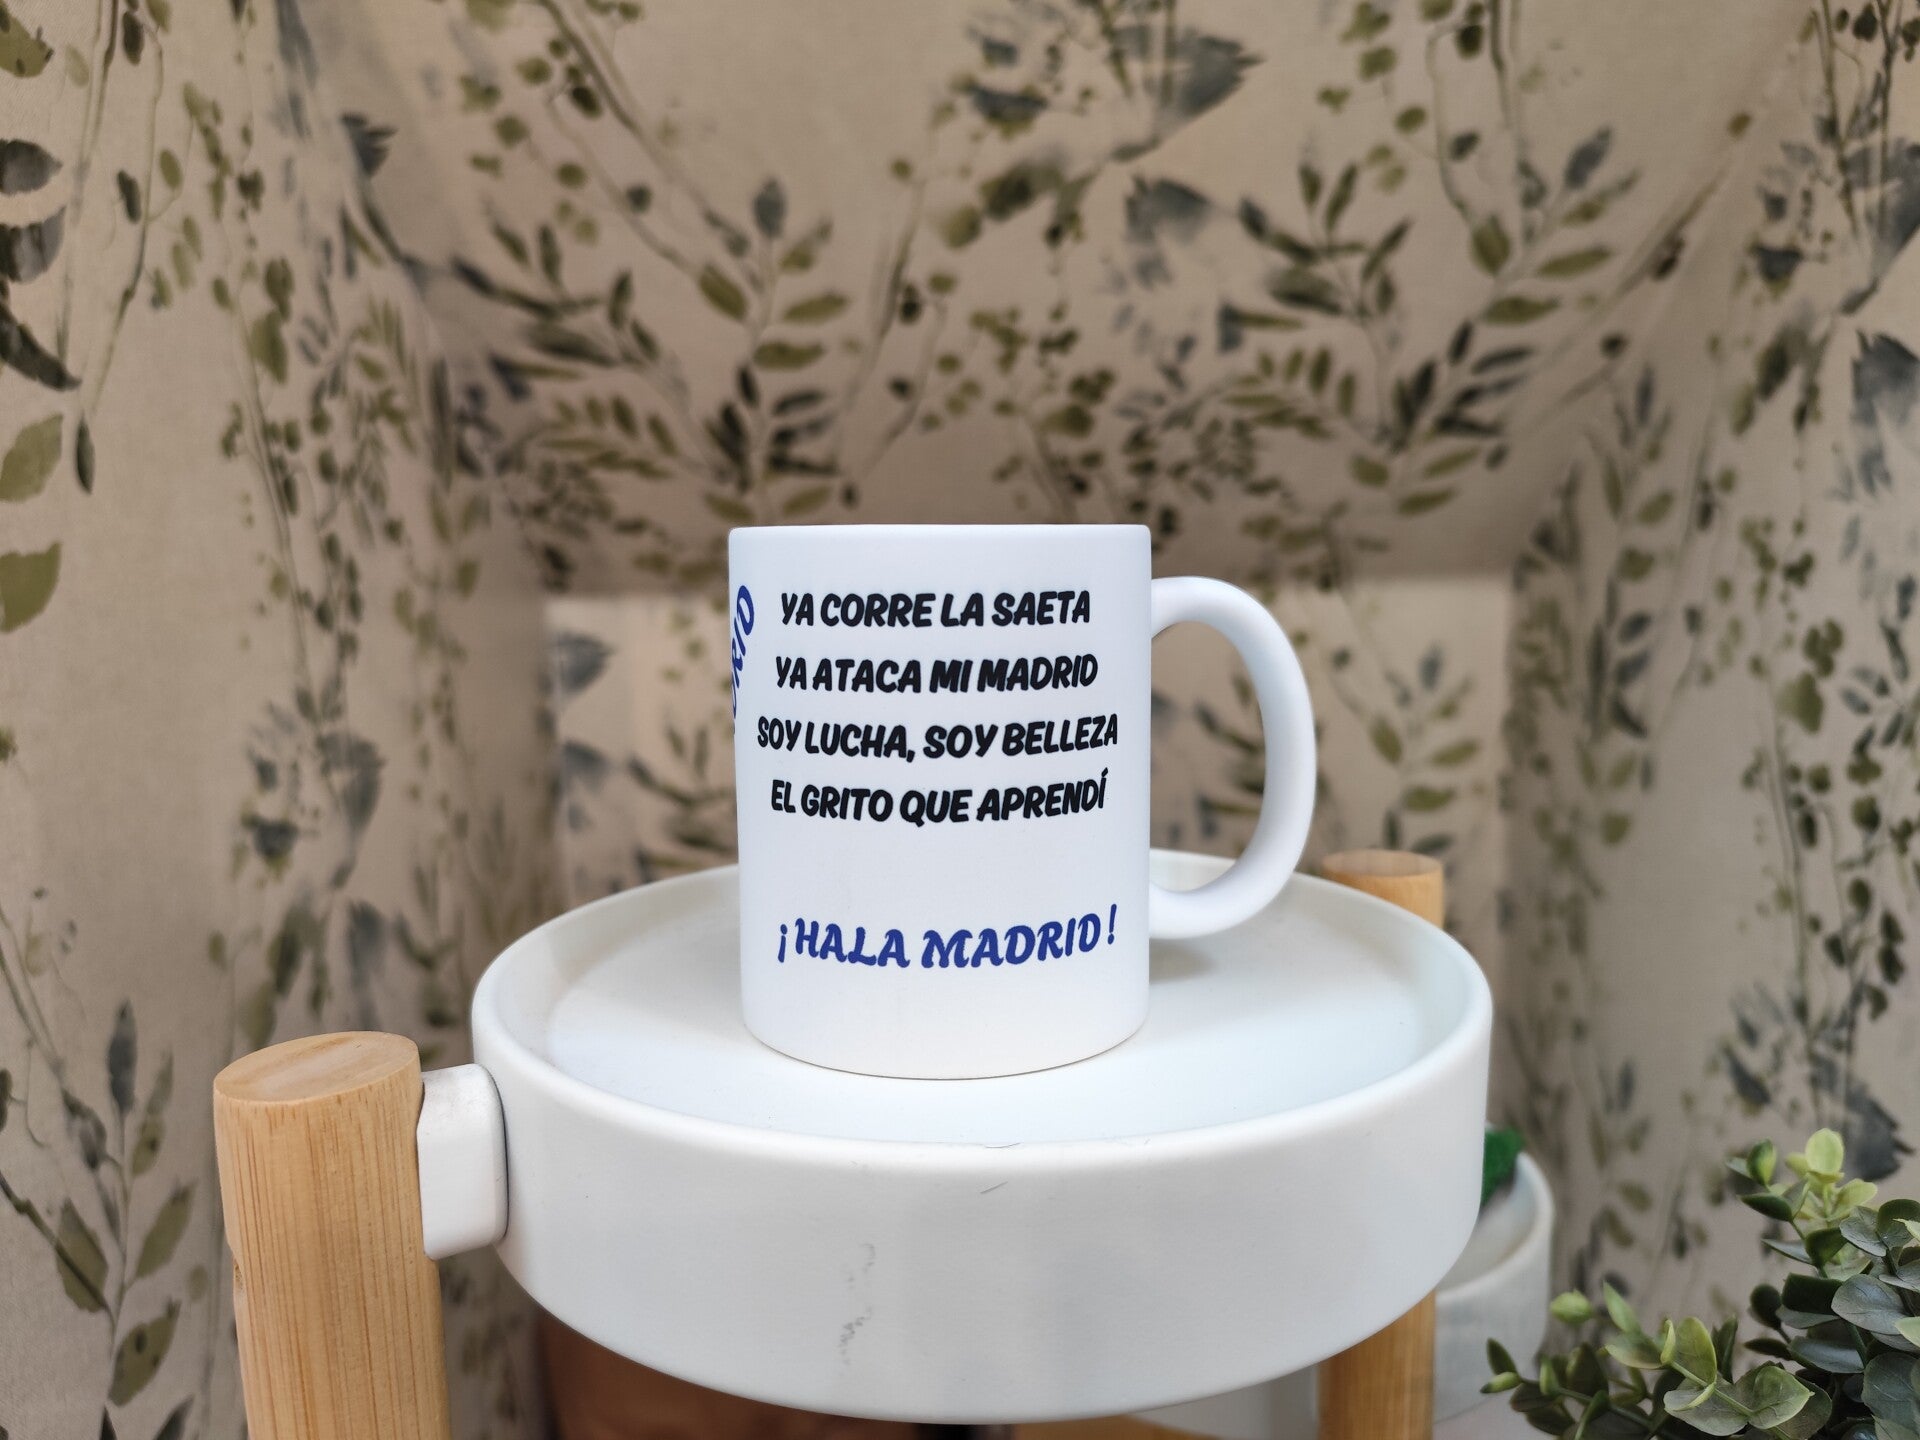 YA CORRE LA SAETA
YA ATACA MI MADRID
SOY LUCHA, SOY BELLEZA
EL GRITO QUE APRENDÍ
¡HALA MADRID!